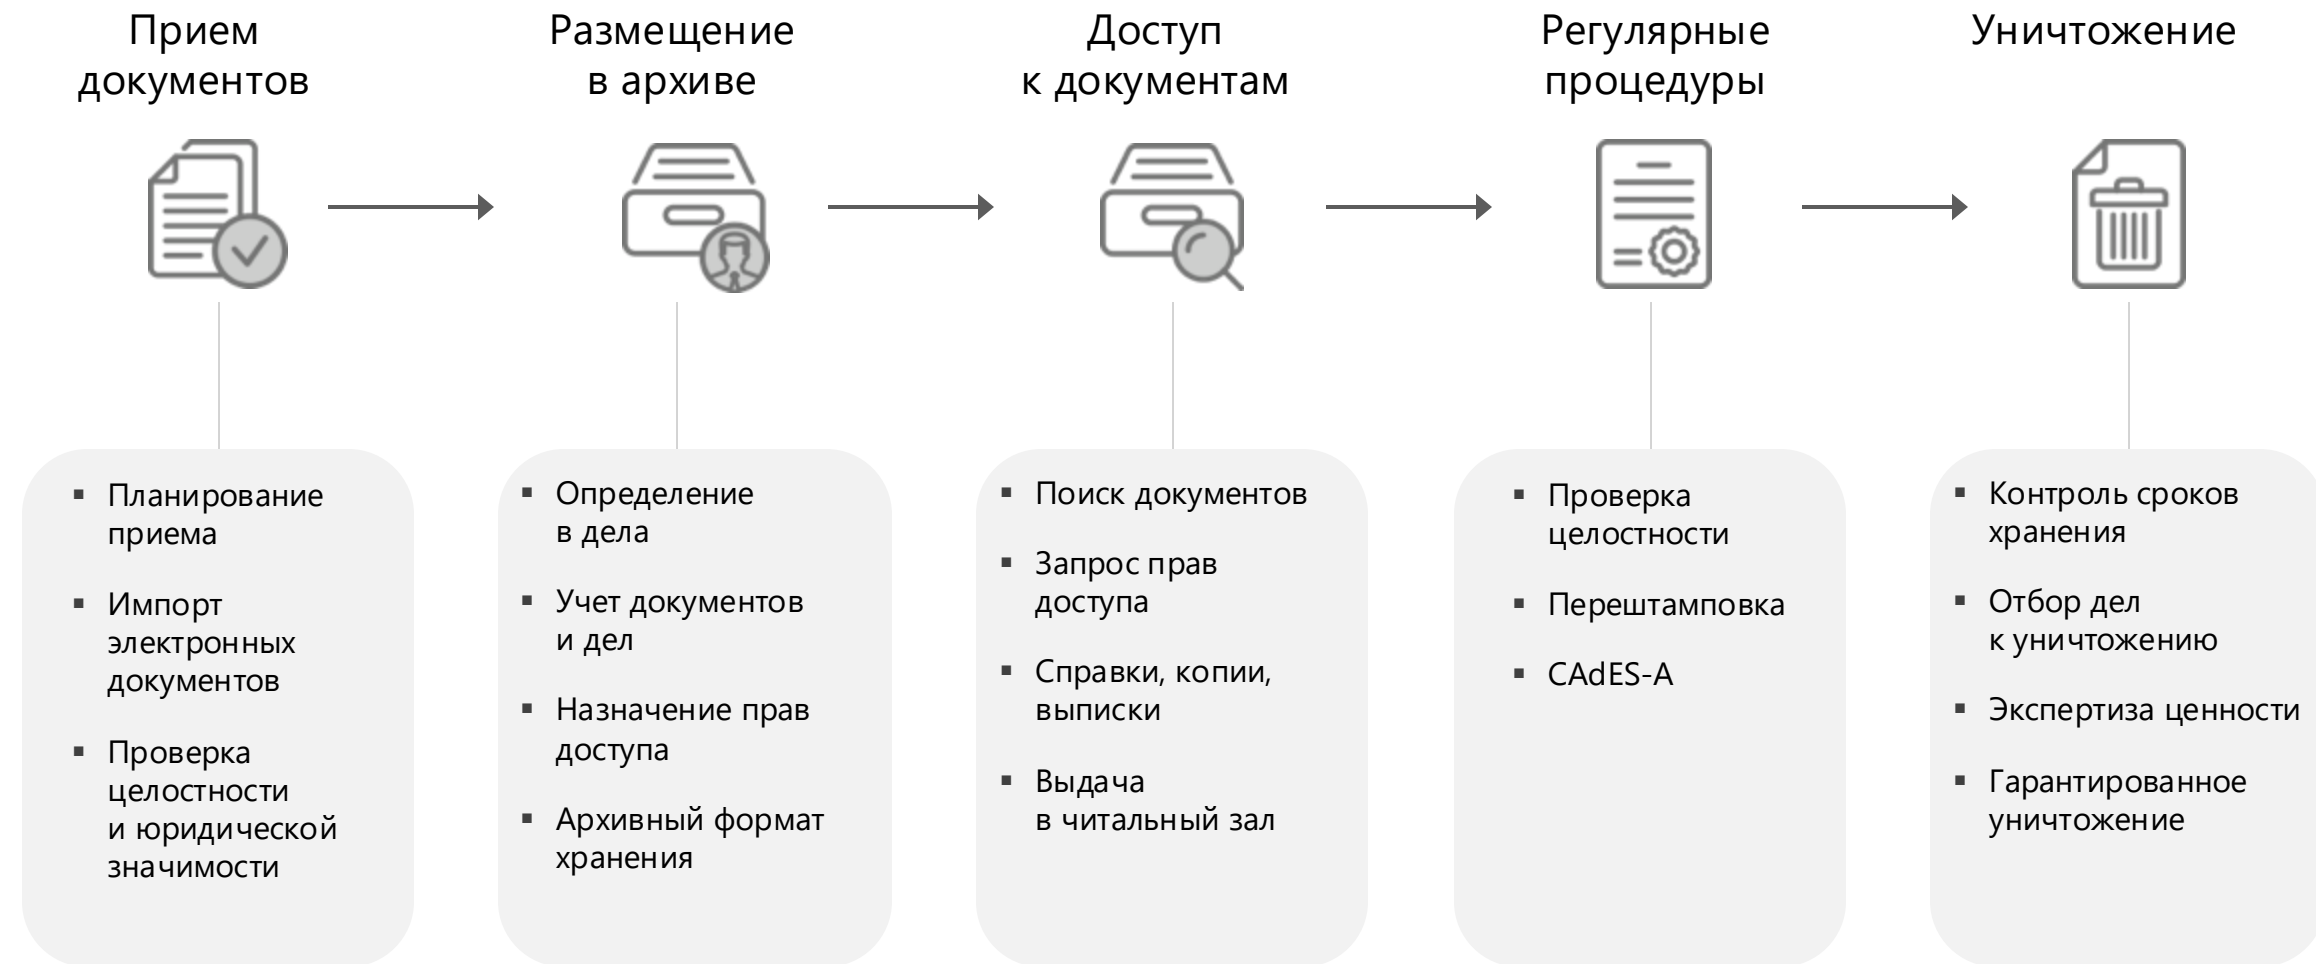 Прием
документов
Размещение
в архиве
Доступ
к документам
Регулярные
процедуры
Уничтожение
▪ Планирование
приема
▪ Импорт
электронных
документов
▪ Проверка
целостности
и юридической
значимости
▪ Определение
в дела
▪ Учет документов
и дел
▪ Назначение прав
доступа
▪ Архивный формат
хранения
▪ Поиск документов
▪ Запрос прав
доступа
▪ Справки, копии,
выписки
▪ Выдача
в читальный зал
▪ Проверка
целостности
▪ Перештамповка
▪ CAdES-A
▪ Контроль сроков
хранения
▪ Отбор дел
к уничтожению
▪ Экспертиза ценности
▪ Гарантированное
уничтожение